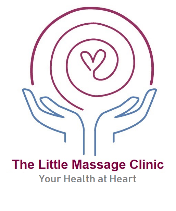 The Little Massage Clinic
Your Health at Heart